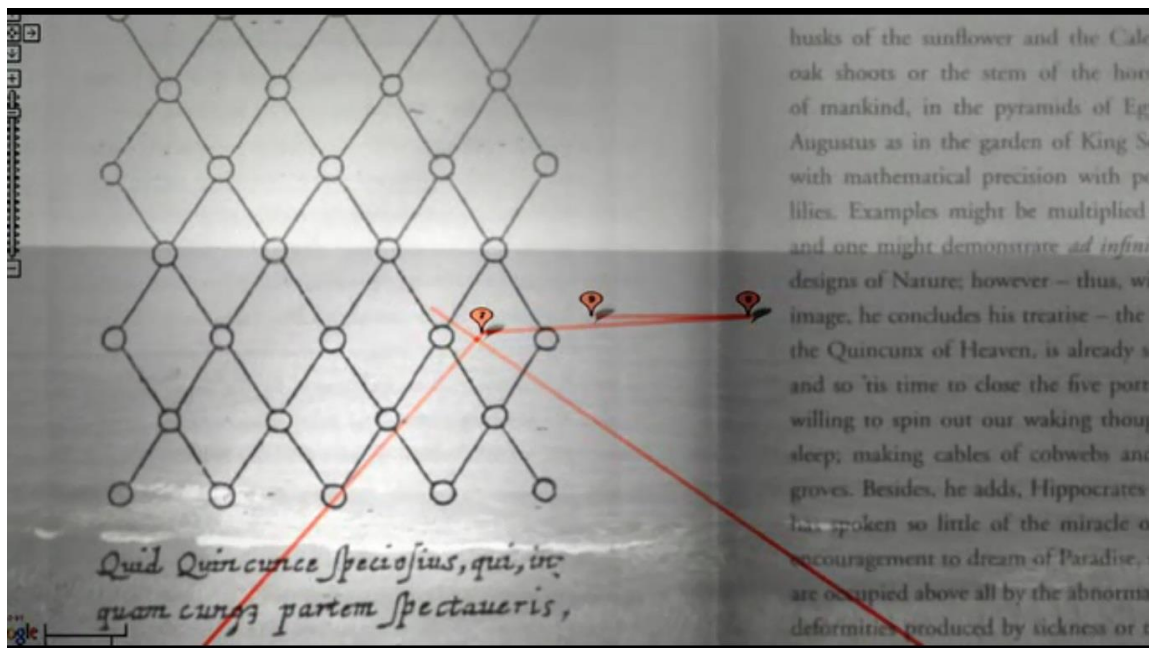 husks of the sunflower and the
oak shoots or the stem of the
of mankind, in the pyramids of
Augustus as in the garden of King
with mathematical precision with
lilies. Examples might be multiplied
and one might demonstrate ad
designs of Nature; however – thus,
image, he concludes his treatise – the
the Quincunx of Heaven, is already
and so 'tis time to close the five
willing to spin out our waking
sleep; making cables of cobwebs and
groves. Besides, he adds, Hippocrates
has spoken so little of the miracle
encouragement to dream of Paradise,
are occupied above all by the
deformities produced by sickness or
Quid Quincunce ſpecioſius, qui, in
quam cunqȝ partem ſpectaueris,